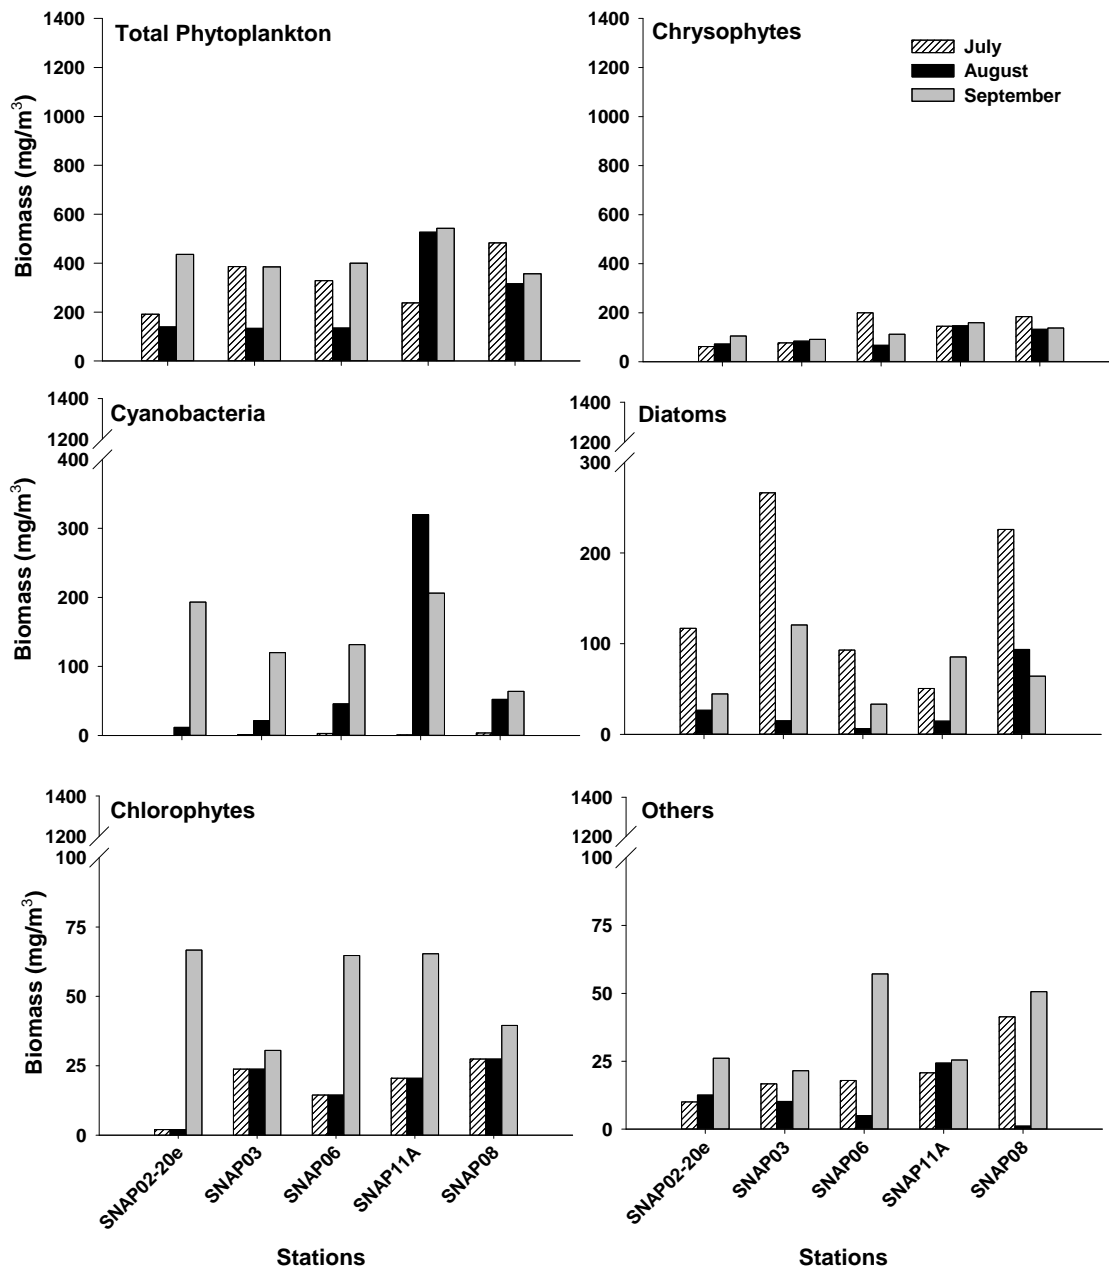 Total Phytoplankton
Biomass (mg/m³)
1400
1200
1000
800
600
400
200
0
Chrysophytes
July
August
September
1400
1200
1000
800
600
400
200
0
Cyanobacteria
Biomass (mg/m³)
1400
1200
400
300
200
100
0
Diatoms
1400
1200
300
200
100
0
Chlorophytes
Biomass (mg/m³)
1400
1200
100
75
50
25
0
SNAP02-20e
SNAP03
SNAP06
SNAP11A
SNAP08
Stations
Others
1400
1200
100
75
50
25
0
SNAP02-20e
SNAP03
SNAP06
SNAP11A
SNAP08
Stations